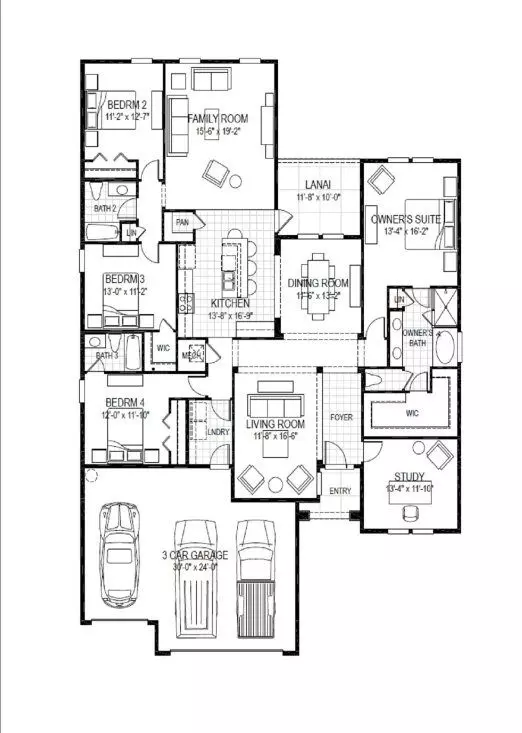 BEDRM 2
11'-2" x 12'-7"
FAMILY ROOM
15'-6" x 19'-2"
LANAI
11'-8" x 10'-0"
OWNER'S SUITE
13'-4" x 16'-2"
BATH 2
LIN
PAN
BEDRM 3
13'-0" x 11'-2"
KITCHEN
13'-8" x 16'-9"
DINING ROOM
11'-6" x 13'-2"
LIN
OWNER'S
BATH
BATH 3
WIC
MECH
BEDRM 4
12'-0" x 11'-10"
LNDRY
LIVING ROOM
11'-8" x 16'-6"
FOYER
WIC
STUDY
13'-4" x 11'-10"
ENTRY
3 CAR GARAGE
30'-0" x 24'-0"